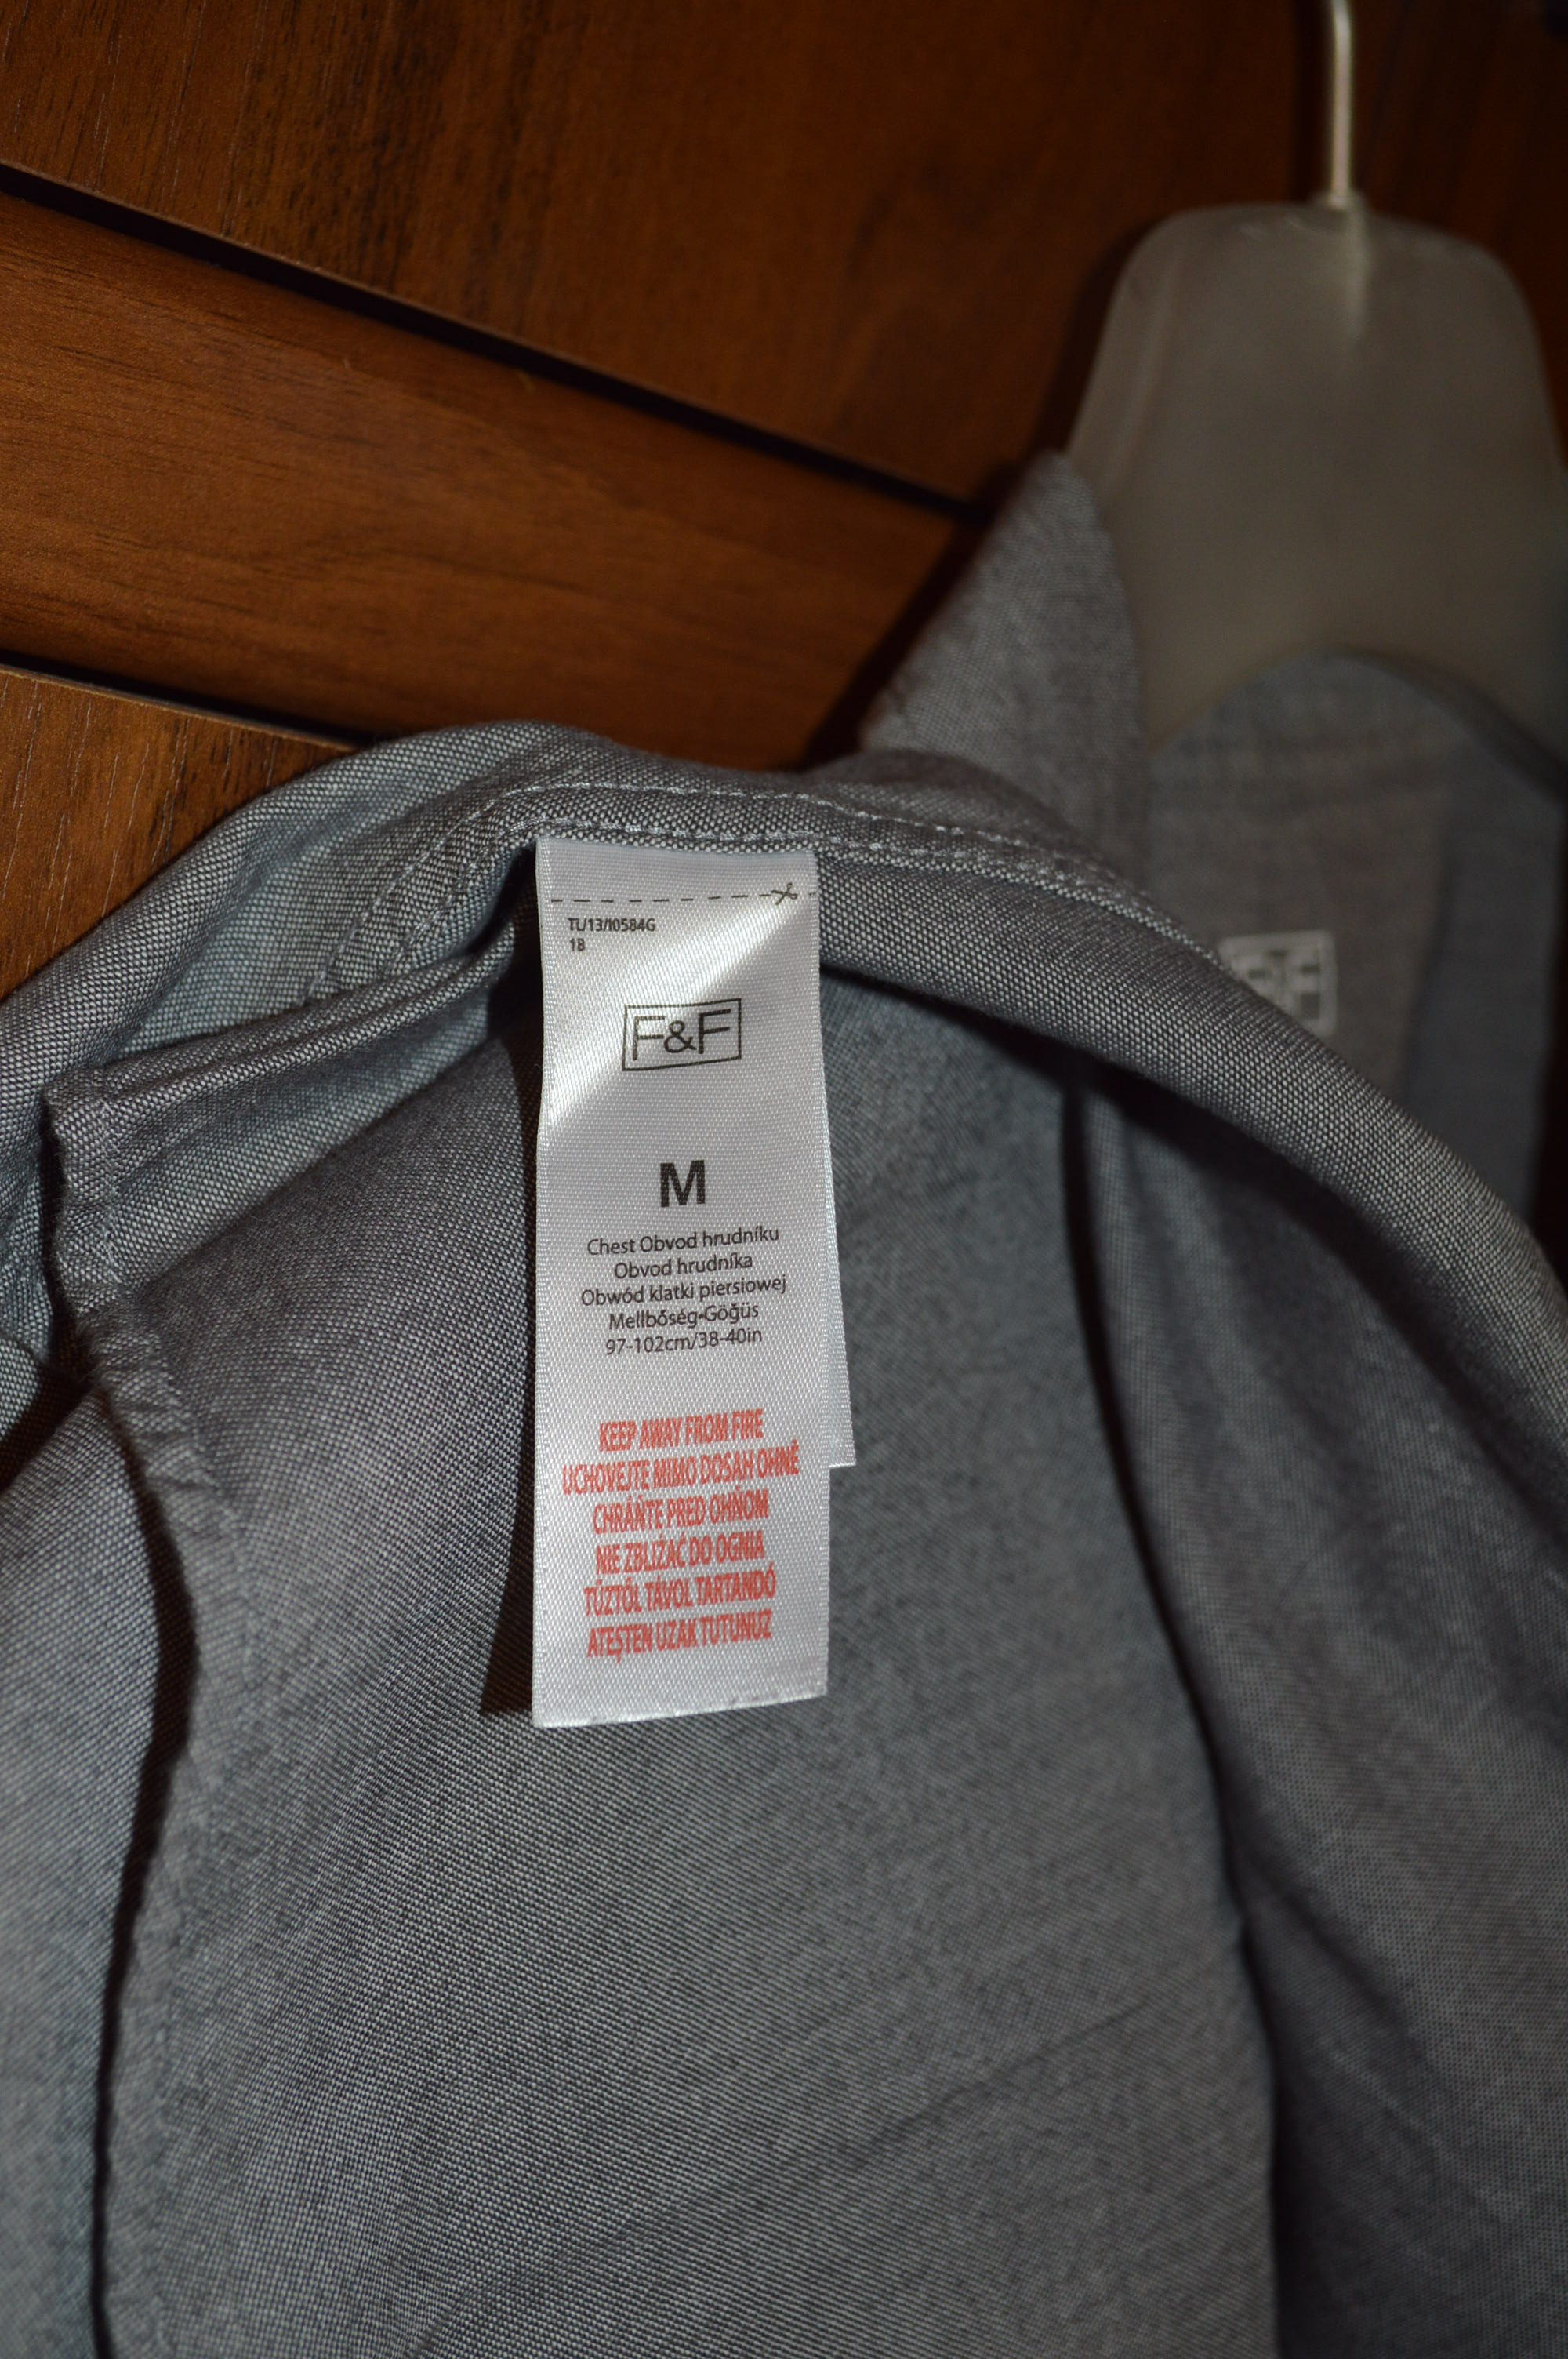 TL/13/I0584G
18
F&F
M
Chest Obvod hrudníku
Obvod hrudníka
Obwód klatki piersiowej
Mellbőség•Göğüs
97-102cm/38-40in
KEEP AWAY FROM FIRE
UCHOVEJTE MIMO DOSAH OHNĚ
CHRÁŇTE PRED OHŇOM
NIE ZBLIŻAĆ DO OGNIA
TŰZTŐL TÁVOL TARTANDÓ
ATEŞTEN UZAK TUTUNUZ
F&F